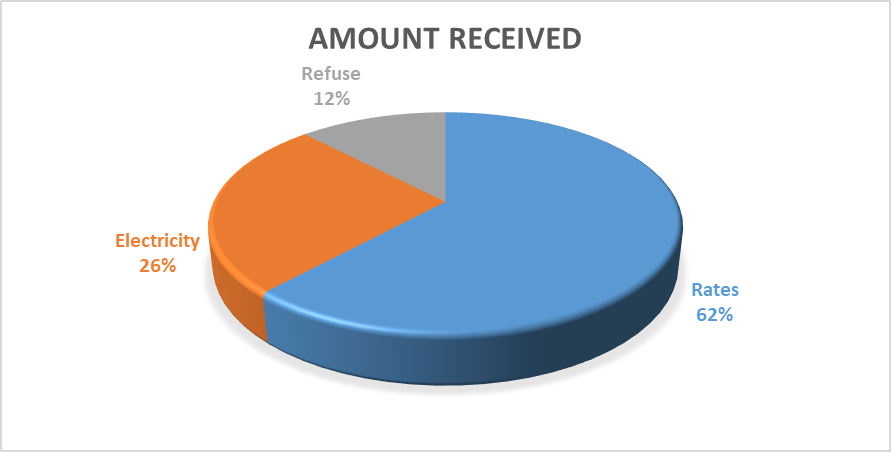 AMOUNT RECEIVED
Refuse
12%
Electricity
26%
Rates
62%